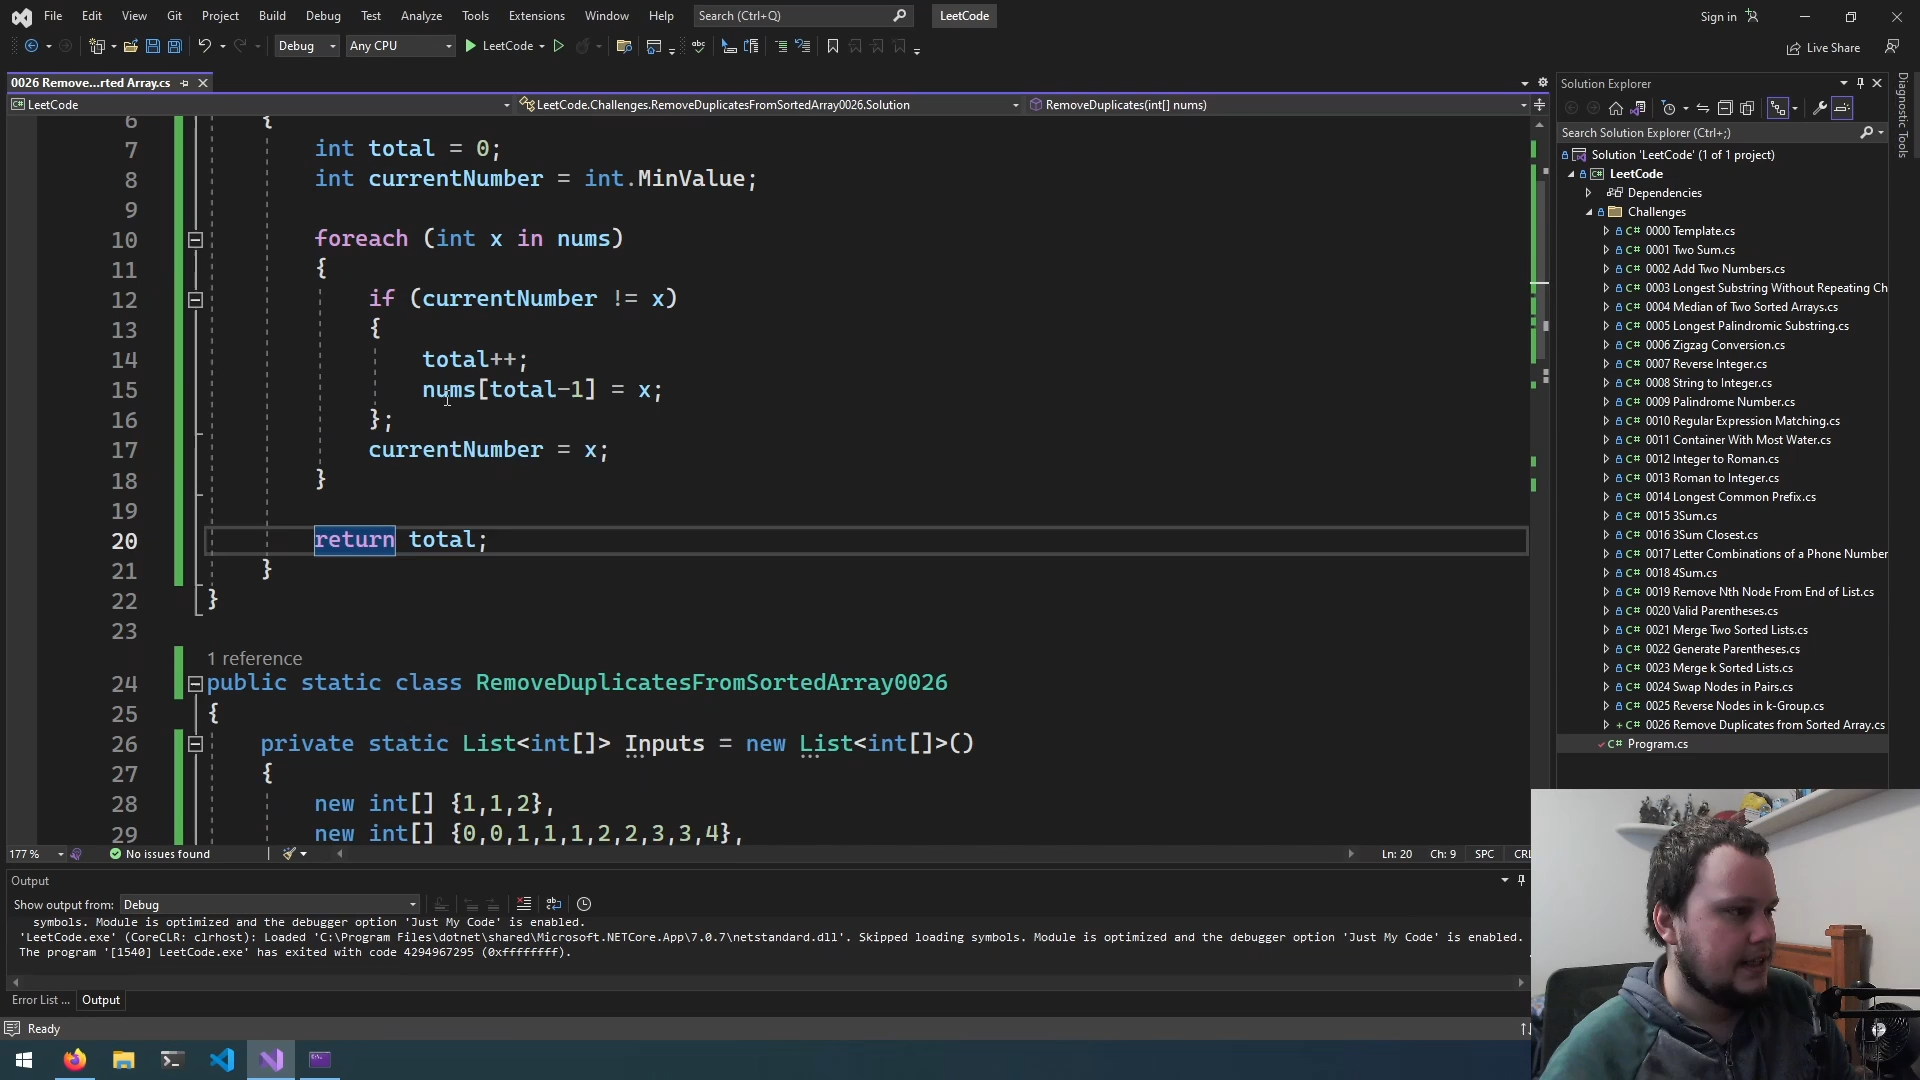 File Edit View Git Project Build Debug Test Analyze Tools Extensions Window Help Search (Ctrl+Q) LeetCode Sign in
Debug Any CPU LeetCode Live Share
0026 Remove...rted Array.cs
LeetCode LeetCode.Challenges.RemoveDuplicatesFromSortedArray0026.Solution RemoveDuplicates(int[] nums)
6 {
7 int total = 0;
8 int currentNumber = int.MinValue;
9
10 foreach (int x in nums)
11 {
12 if (currentNumber != x)
13 {
14 total++;
15 nums[total-1] = x;
16 };
17 currentNumber = x;
18 }
19
20 return total;
21 }
22 }
23
1 reference
24 public static class RemoveDuplicatesFromSortedArray0026
25 {
26 private static List<int[]> Inputs = new List<int[]>()
27 {
28 new int[] {1,1,2},
29 new int[] {0,0,1,1,1,2,2,3,3,4},
177 % No issues found Ln: 20 Ch: 9 SPC CRL
Output
Show output from: Debug
symbols. Module is optimized and the debugger option 'Just My Code' is enabled.
'LeetCode.exe' (CoreCLR: clrhost): Loaded 'C:\Program Files\dotnet\shared\Microsoft.NETCore.App\7.0.7\netstandard.dll'. Skipped loading symbols. Module is optimized and the debugger option 'Just My Code' is enabled.
The program '[1540] LeetCode.exe' has exited with code 4294967295 (0xffffffff).
Error List ... Output
Ready
Solution Explorer
Search Solution Explorer (Ctrl+;)
Solution 'LeetCode' (1 of 1 project)
C# LeetCode
Dependencies
Challenges
C# 0000 Template.cs
C# 0001 Two Sum.cs
C# 0002 Add Two Numbers.cs
C# 0003 Longest Substring Without Repeating Ch
C# 0004 Median of Two Sorted Arrays.cs
C# 0005 Longest Palindromic Substring.cs
C# 0006 Zigzag Conversion.cs
C# 0007 Reverse Integer.cs
C# 0008 String to Integer.cs
C# 0009 Palindrome Number.cs
C# 0010 Regular Expression Matching.cs
C# 0011 Container With Most Water.cs
C# 0012 Integer to Roman.cs
C# 0013 Roman to Integer.cs
C# 0014 Longest Common Prefix.cs
C# 0015 3Sum.cs
C# 0016 3Sum Closest.cs
C# 0017 Letter Combinations of a Phone Number
C# 0018 4Sum.cs
C# 0019 Remove Nth Node From End of List.cs
C# 0020 Valid Parentheses.cs
C# 0021 Merge Two Sorted Lists.cs
C# 0022 Generate Parentheses.cs
C# 0023 Merge k Sorted Lists.cs
C# 0024 Swap Nodes in Pairs.cs
C# 0025 Reverse Nodes in k-Group.cs
C# 0026 Remove Duplicates from Sorted Array.cs
C# Program.cs
Diagnostic Tools